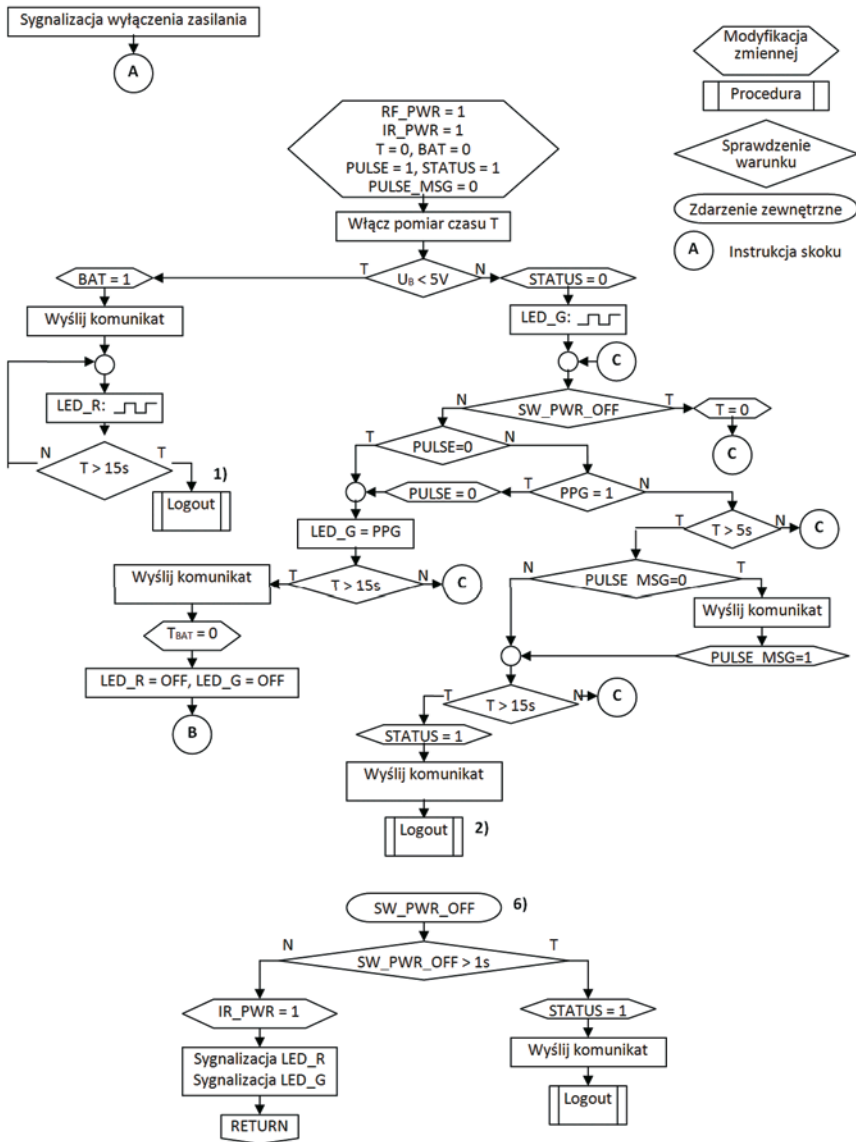 Sygnalizacja wyłączenia zasilania
A
Modyfikacja
zmiennej
Procedura
Sprawdzenie
warunku
Zdarzenie zewnętrzne
A
Instrukcja skoku
RF_PWR = 1
IR_PWR = 1
T = 0, BAT = 0
PULSE = 1, STATUS = 1
PULSE_MSG = 0
Włącz pomiar czasu T
BAT = 1
T
UB < 5V
N
STATUS = 0
Wyślij komunikat
LED_G:
C
LED_R:
N
SW_PWR_OFF
T
T = 0
C
T
PULSE=0
N
N
T > 15s
T
1)
Logout
PULSE = 0
T
PPG = 1
N
LED_G = PPG
T
T > 5s
N
C
Wyślij komunikat
T
T > 15s
N
C
N
PULSE_MSG=0
T
Wyślij komunikat
TBAT = 0
PULSE_MSG=1
LED_R = OFF, LED_G = OFF
T
T > 15s
N
C
B
STATUS = 1
Wyślij komunikat
Logout
2)
SW_PWR_OFF
6)
N
SW_PWR_OFF > 1s
T
IR_PWR = 1
STATUS = 1
Sygnalizacja LED_R
Sygnalizacja LED_G
Wyślij komunikat
RETURN
Logout